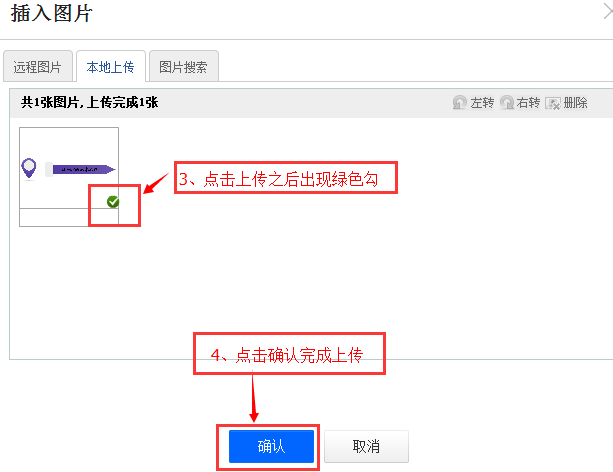 插入图片
远程图片 本地上传 图片搜索
共1张图片,上传完成1张 左转 右转 删除
3、点击上传之后出现绿色勾
4、点击确认完成上传
确认 取消